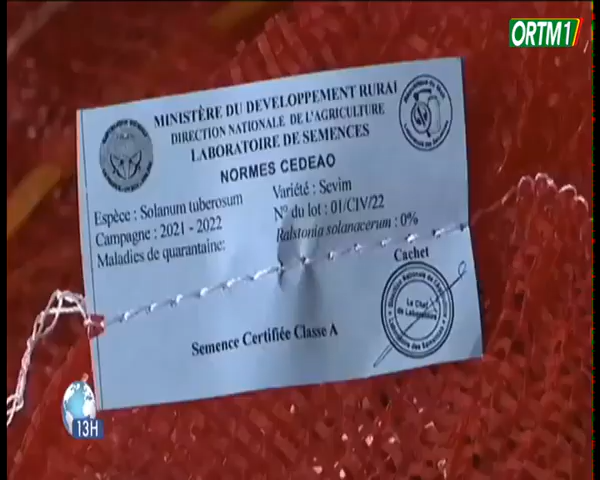 ORTM1
MINISTÈRE DU DEVELOPPEMENT RURAL
DIRECTION NATIONALE DE L'AGRICULTURE
LABORATOIRE DE SEMENCES
NORMES CEDEAO
Espèce : Solanum tuberosum
Campagne : 2021 - 2022
Maladies de quarantaine:
Variété : Sevim
N° du lot : 01/CIV/22
Ralstonia solanacerum : 0%
Cachet
Le Chef
de Laboratoire
Semence Certifiée Classe A
13H